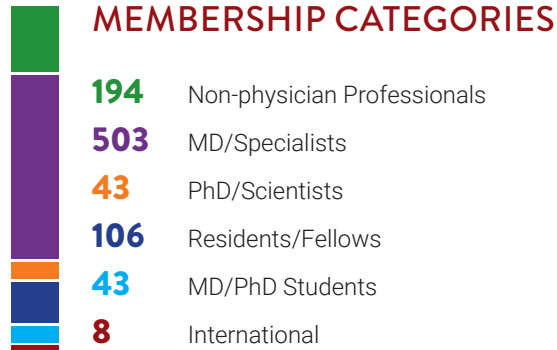 MEMBERSHIP CATEGORIES
194 Non-physician Professionals
503 MD/Specialists
43 PhD/Scientists
106 Residents/Fellows
43 MD/PhD Students
8 International